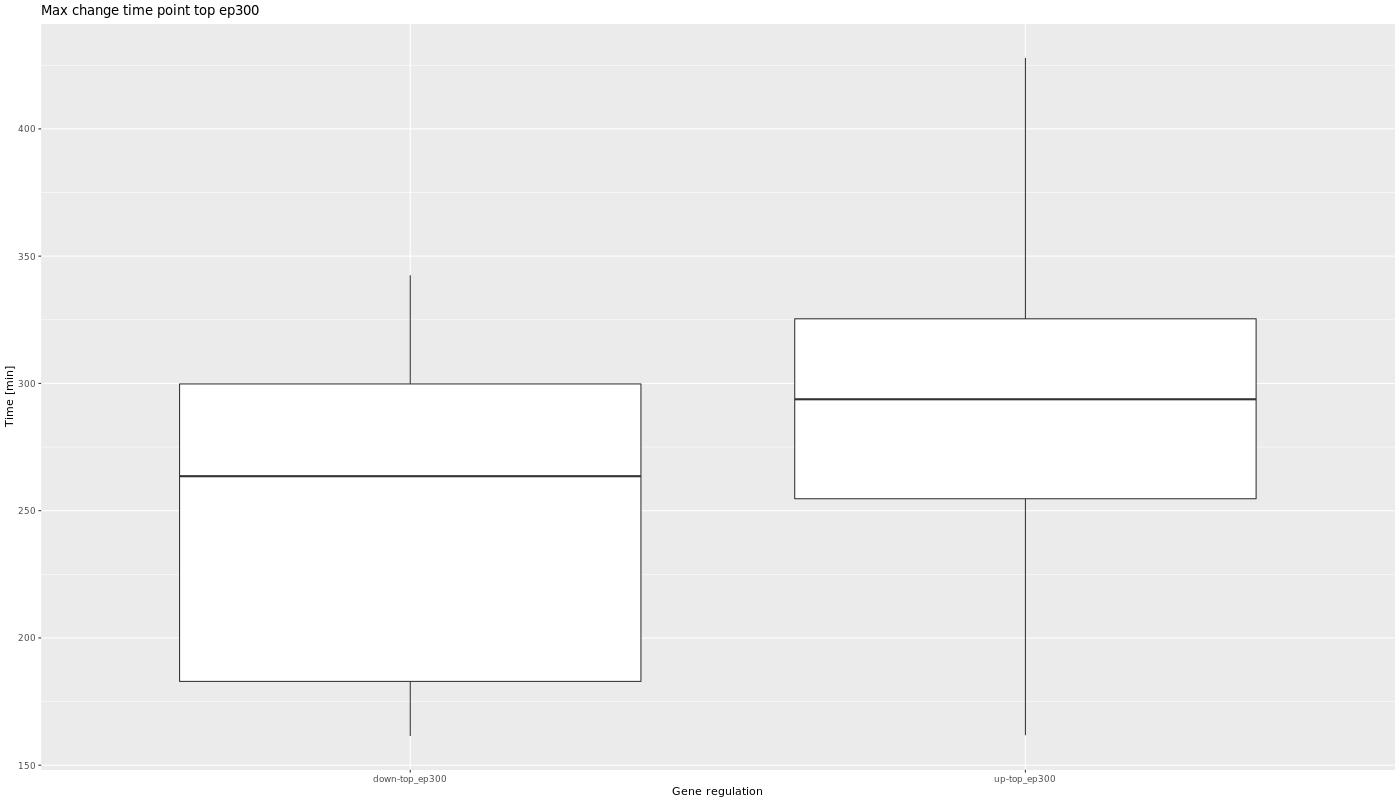 Max change time point top ep300
Time [min]
400
350
300
250
200
150
down-top_ep300
up-top_ep300
Gene regulation